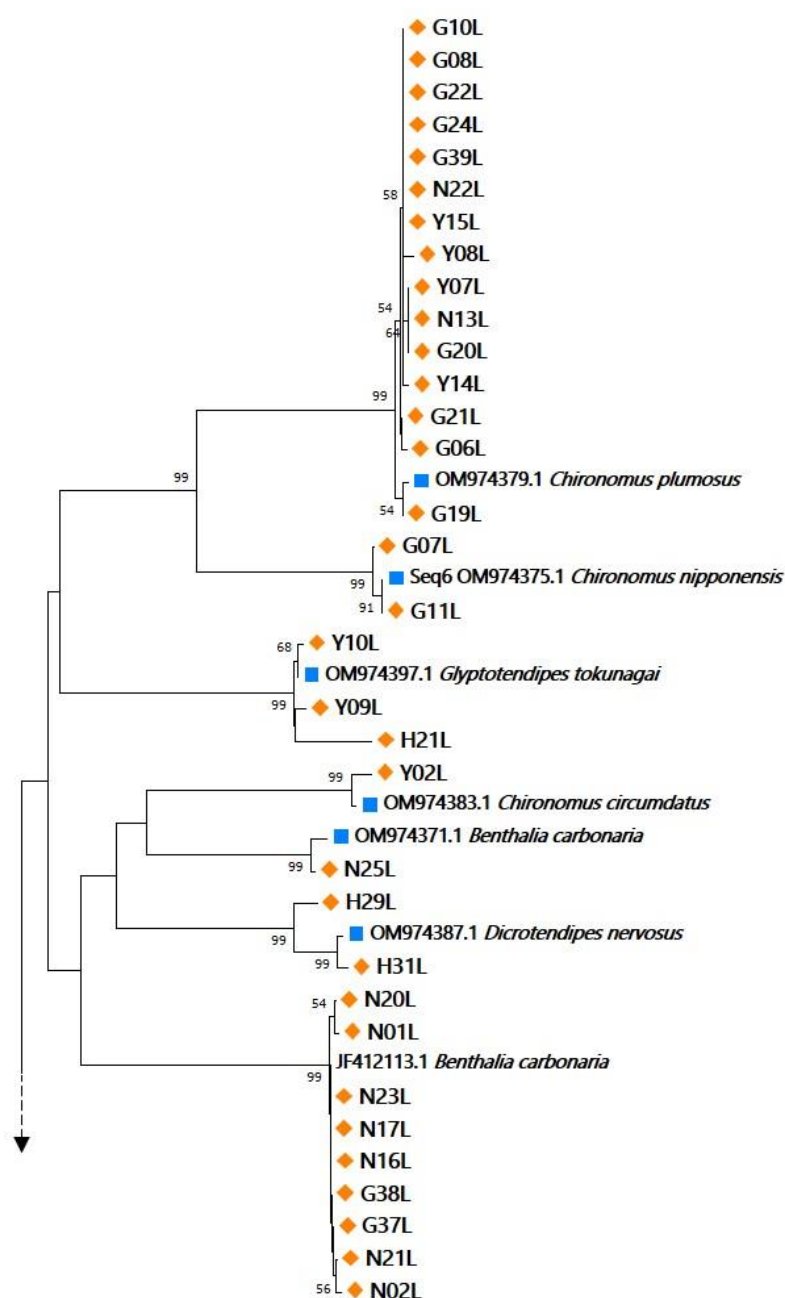 G10L
G08L
G22L
G24L
G39L
58
N22L
Y15L
Y08L
Y07L
54
N13L
64
G20L
Y14L
99
G21L
G06L
99
OM974379.1 Chironomus plumosus
54
G19L
G07L
99
Seq6 OM974375.1 Chironomus nipponensis
91
G11L
68
Y10L
OM974397.1 Glyptotendipes tokunagai
99
Y09L
H21L
99
Y02L
OM974383.1 Chironomus circumdatus
OM974371.1 Benthalia carbonaria
99
N25L
H29L
99
OM974387.1 Dicrotendipes nervosus
99
H31L
54
N20L
N01L
JF412113.1 Benthalia carbonaria
99
N23L
N17L
N16L
G38L
G37L
N21L
56
N02L